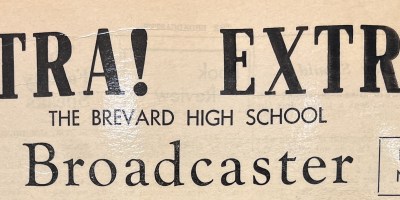 TRA! EXTR
THE BREVARD HIGH SCHOOL
Broadcaster